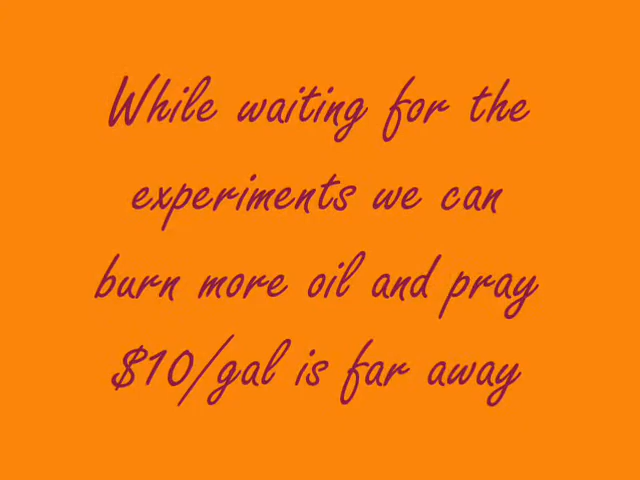 While waiting for the
experiments we can
burn more oil and pray
$10/gal is far away